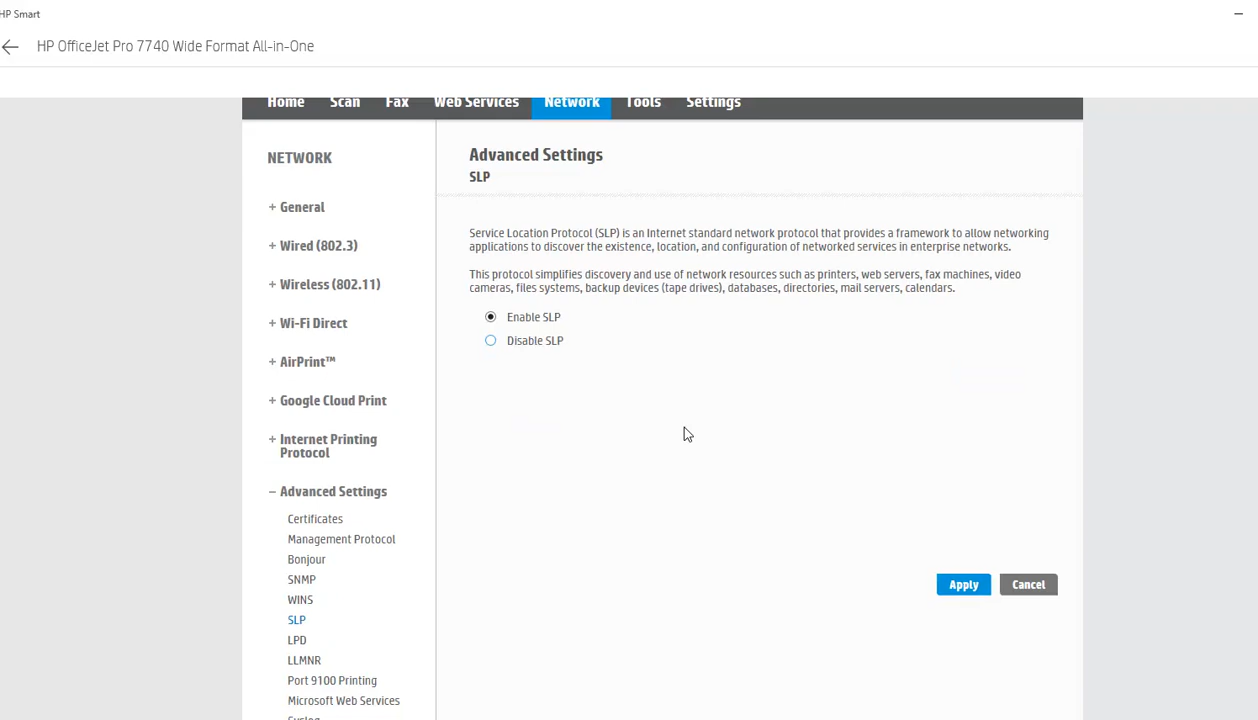 HP Smart
HP OfficeJet Pro 7740 Wide Format All-in-One
Home Scan Fax Web Services Network Tools Settings
NETWORK
+ General
+ Wired (802.3)
+ Wireless (802.11)
+ Wi-Fi Direct
+ AirPrint™
+ Google Cloud Print
+ Internet Printing
Protocol
– Advanced Settings
Certificates
Management Protocol
Bonjour
SNMP
WINS
SLP
LPD
LLMNR
Port 9100 Printing
Microsoft Web Services
Syslog
Advanced Settings
SLP
Service Location Protocol (SLP) is an Internet standard network protocol that provides a framework to allow networking
applications to discover the existence, location, and configuration of networked services in enterprise networks.
This protocol simplifies discovery and use of network resources such as printers, web servers, fax machines, video
cameras, files systems, backup devices (tape drives), databases, directories, mail servers, calendars.
Enable SLP
Disable SLP
Apply Cancel